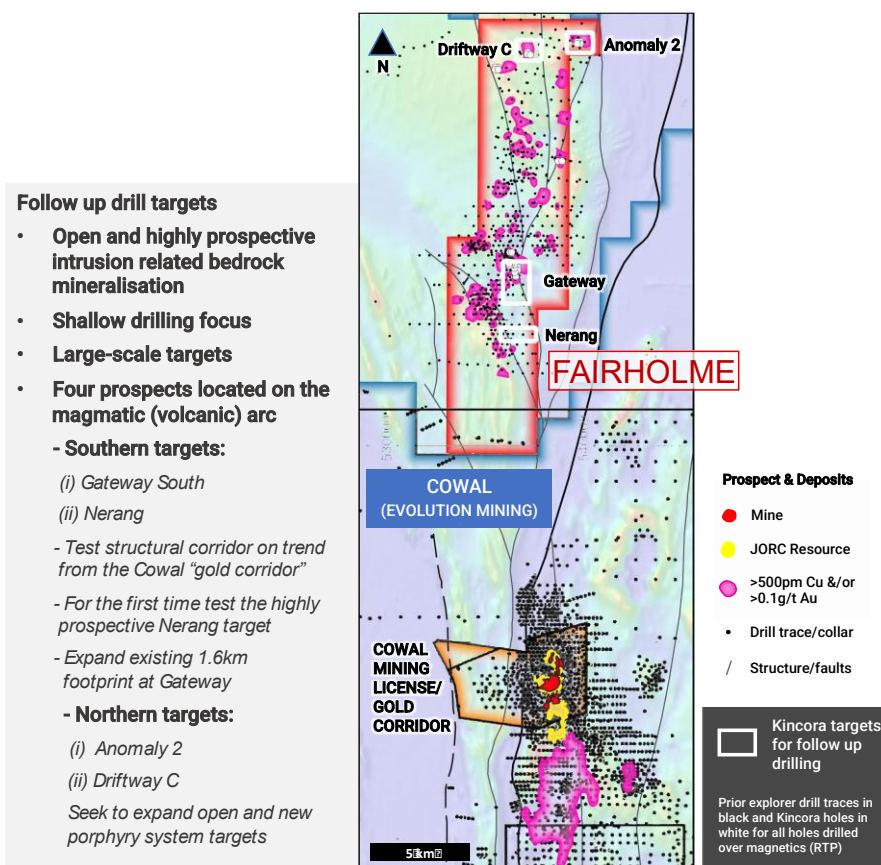 Follow up drill targets
• Open and highly prospective
intrusion related bedrock
mineralisation
• Shallow drilling focus
• Large-scale targets
• Four prospects located on the
magmatic (volcanic) arc
- Southern targets:
(i) Gateway South
(ii) Nerang
- Test structural corridor on trend
from the Cowal “gold corridor”
- For the first time test the highly
prospective Nerang target
- Expand existing 1.6km
footprint at Gateway
- Northern targets:
(i) Anomaly 2
(ii) Driftway C
Seek to expand open and new
porphyry system targets
N
Driftway C
Anomaly 2
Gateway
Nerang
FAIRHOLME
COWAL
(EVOLUTION MINING)
COWAL
MINING
LICENSE/
GOLD
CORRIDOR
Prospect & Deposits
Mine
JORC Resource
>500pm Cu &/or
>0.1g/t Au
Drill trace/collar
Structure/faults
Kincora targets
for follow up
drilling
Prior explorer drill traces in
black and Kincora holes in
white for all holes drilled
over magnetics (RTP)